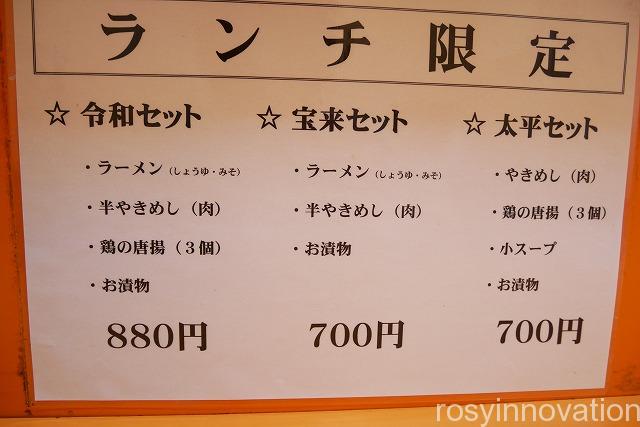 ランチ限定
☆ 令和セット
・ラーメン（しょうゆ・みそ）
・半やきめし（肉）
・鶏の唐揚（３個）
・お漬物
880円
☆ 宝来セット
・ラーメン（しょうゆ・みそ）
・半やきめし（肉）
・お漬物
700円
☆ 太平セット
・やきめし（肉）
・鶏の唐揚（３個）
・小スープ
・お漬物
700円
rosyinnovation